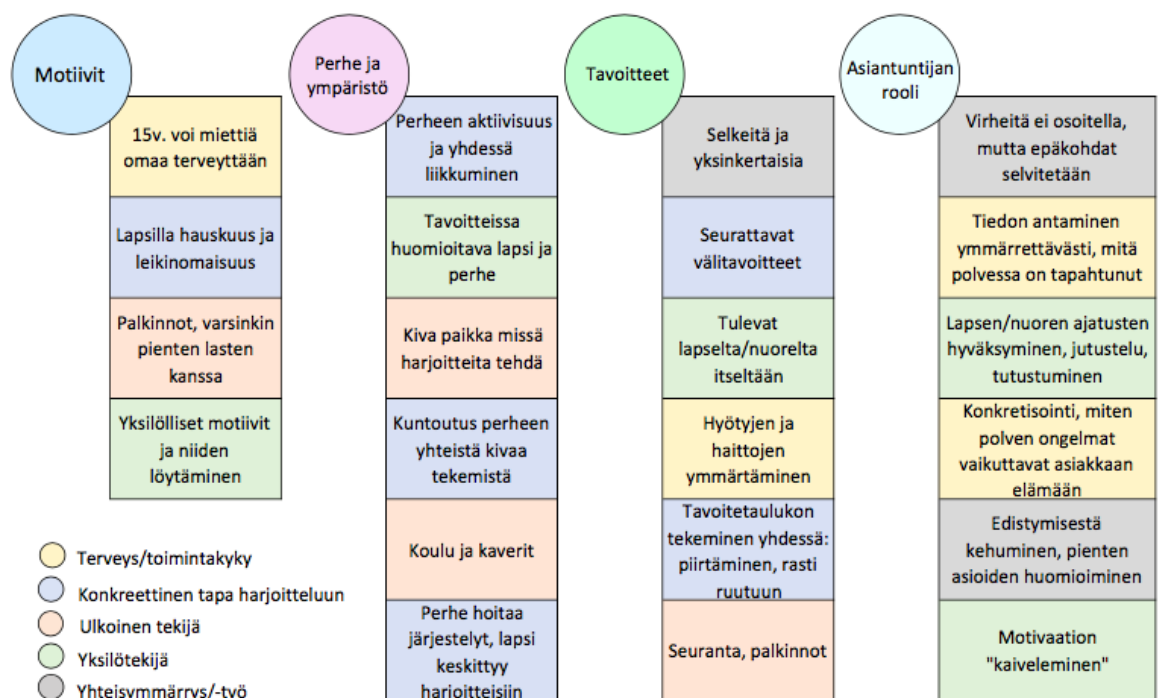 Motiivit
15v. voi miettiä
omaa terveyttään
Lapsilla hauskuus ja
leikinomaisuus
Palkinnot, varsinkin
pienten lasten
kanssa
Yksilölliset motiivit
ja niiden
löytäminen
Perhe ja
ympäristö
Perheen aktiivisuus
ja yhdessä
liikkuminen
Tavoitteissa
huomioitava lapsi ja
perhe
Kiva paikka missä
harjoitteita tehdä
Kuntoutus perheen
yhteistä kivaa
tekemistä
Koulu ja kaverit
Perhe hoitaa
järjestelyt, lapsi
keskittyy
harjoitteisiin
Tavoitteet
Selkeitä ja
yksinkertaisia
Seurattavat
välitavoitteet
Tulevat
lapselta/nuorelta
itseltään
Hyötyjen ja
haittojen
ymmärtäminen
Tavoitetaulukon
tekeminen yhdessä:
piirtäminen, rasti
ruutuun
Seuranta, palkinnot
Asiantuntijan
rooli
Virheitä ei osoitella,
mutta epäkohdat
selvitetään
Tiedon antaminen
ymmärrettävästi, mitä
polvessa on tapahtunut
Lapsen/nuoren ajatusten
hyväksyminen, jutustelu,
tutustuminen
Konkretisointi, miten
polven ongelmat
vaikuttavat asiakkaan
elämään
Edistymisestä
kehuminen, pienten
asioiden huomioiminen
Motivaation
"kaiveleminen"
Terveys/toimintakyky
Konkreettinen tapa harjoitteluun
Ulkoinen tekijä
Yksilötekijä
Yhteisymmärrys/-työ